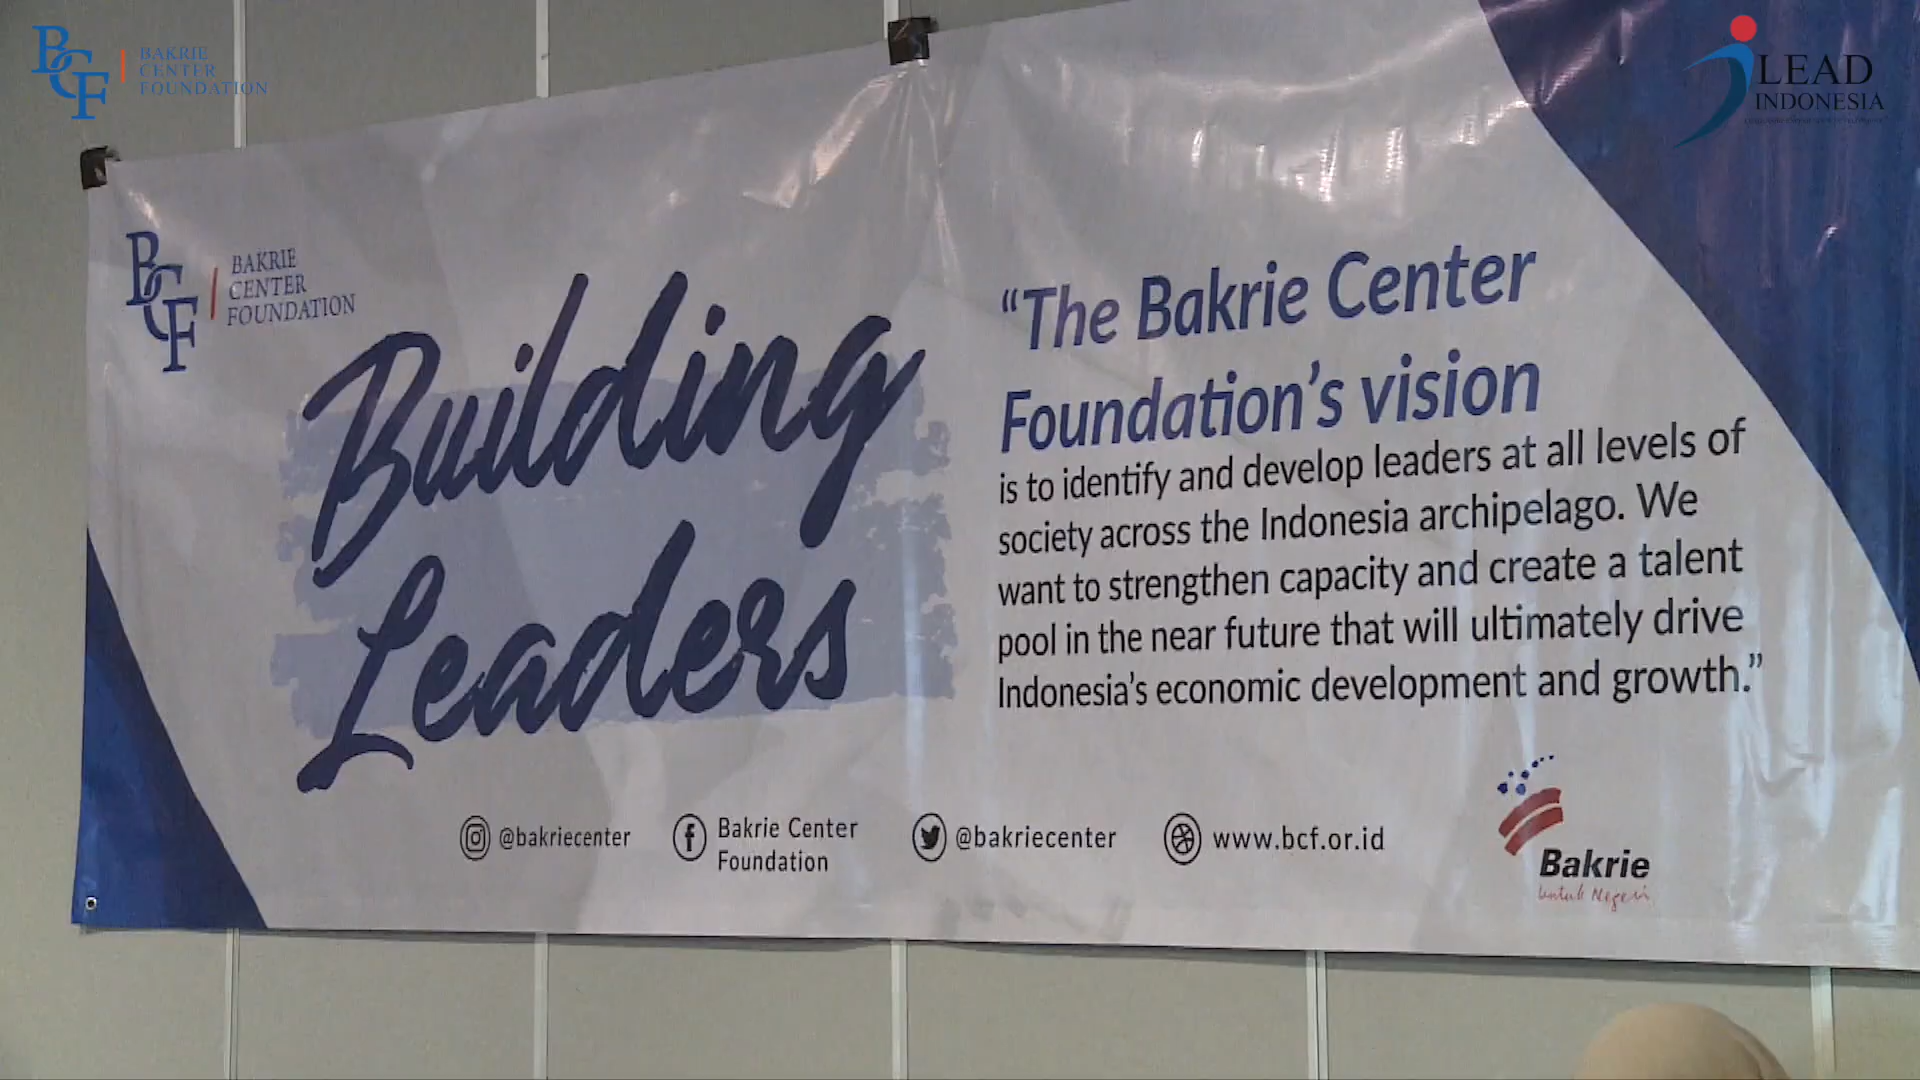 BCF
BAKRIE
CENTER
FOUNDATION
LEAD
INDONESIA
BCF
BAKRIE
CENTER
FOUNDATION
Building
Leaders
“The Bakrie Center
Foundation’s vision
is to identify and develop leaders at all levels of
society across the Indonesia archipelago. We
want to strengthen capacity and create a talent
pool in the near future that will ultimately drive
Indonesia’s economic development and growth.”
@bakriecenter
Bakrie Center
Foundation
@bakriecenter
www.bcf.or.id
Bakrie
Untuk Negeri